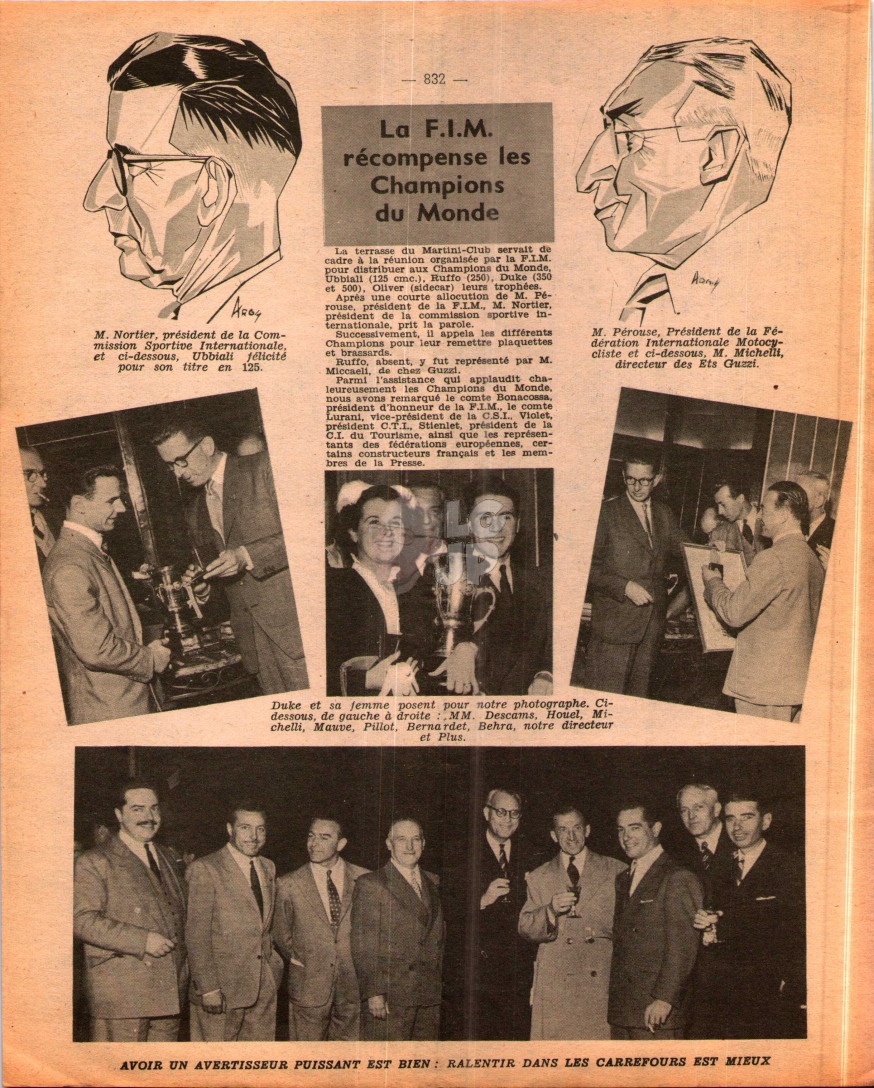 — 832 —
La F.I.M.
récompense les
Champions
du Monde
La terrasse du Martini-Club servait de
cadre à la réunion organisée par la F.I.M.
pour distribuer aux Champions du Monde,
Ubbiali (125 cmc.), Ruffo (250), Duke (350
et 500), Oliver (sidecar) leurs trophées.
Après une courte allocution de M. Pé-
rouse, président de la F.I.M., M. Nortier,
président de la commission sportive in-
ternationale, prit la parole.
Successivement, il appela les différents
Champions pour leur remettre plaquettes
et brassards.
Ruffo, absent, y fut représenté par M.
Miccaeli, de chez Guzzi.
Parmi l'assistance qui applaudit cha-
leureusement les Champions du Monde,
nous avons remarqué le comte Bonacossa,
président d'honneur de la F.I.M., le comte
Lurani, vice-président de la C.S.I., Violet,
président C.T.I., Stienlet, président de la
C.I. du Tourisme, ainsi que les représen-
tants des fédérations européennes, cer-
tains constructeurs français et les mem-
bres de la Presse.
M. Nortier, président de la Com-
mission Sportive Internationale,
et ci-dessous, Ubbiali félicité
pour son titre en 125.
M. Pérouse, Président de la Fé-
dération Internationale Motocy-
cliste et ci-dessous, M. Michelli,
directeur des Ets Guzzi.
Duke et sa femme posent pour notre photographe. Ci-
dessous, de gauche à droite : MM. Descams, Houel, Mi-
chelli, Mauve, Pillot, Bernardet, Behra, notre directeur
et Plus.
AVOIR UN AVERTISSEUR PUISSANT EST BIEN : RALENTIR DANS LES CARREFOURS EST MIEUX